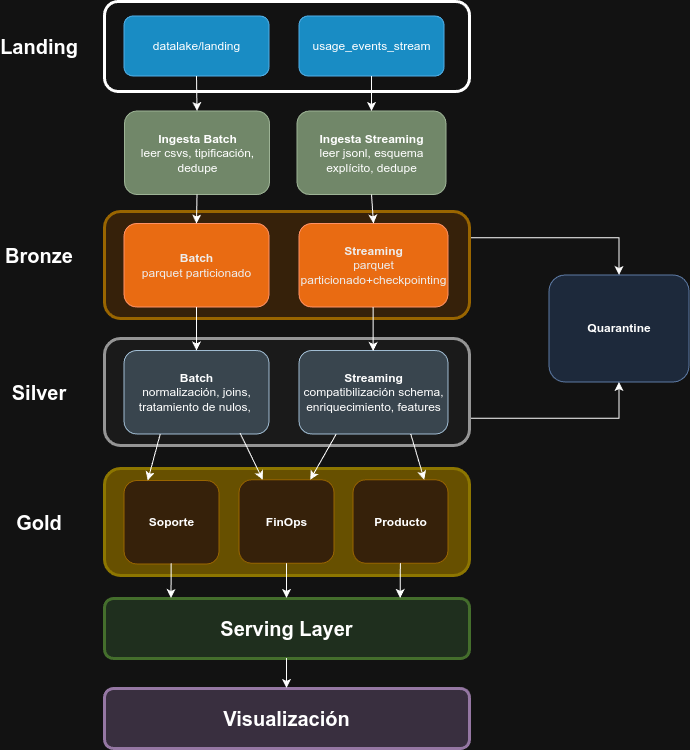 Landing
datalake/landing
usage_events_stream
Ingesta Batch
leer csvs, tipificación,
dedupe
Ingesta Streaming
leer jsonl, esquema
explícito, dedupe
Bronze
Batch
parquet particionado
Streaming
parquet
particionado+checkpointing
Quarantine
Silver
Batch
normalización, joins,
tratamiento de nulos,
Streaming
compatibilización schema,
enriquecimiento, features
Gold
Soporte
FinOps
Producto
Serving Layer
Visualización